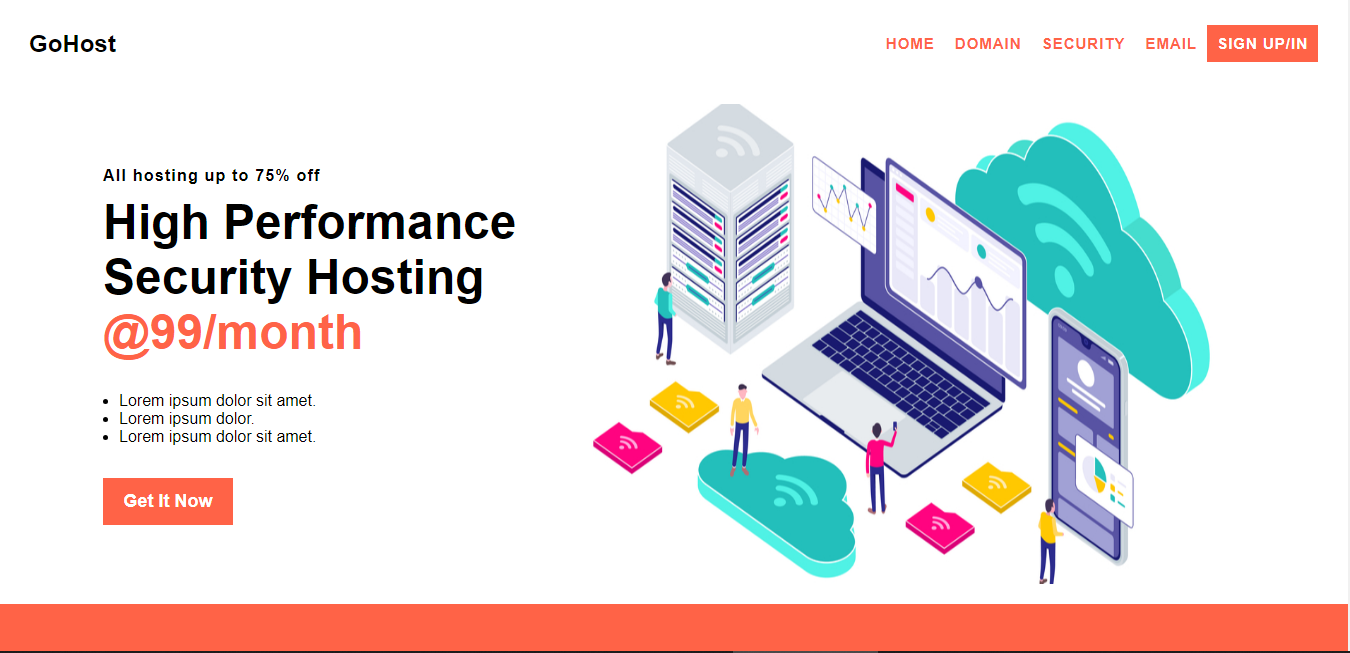 GoHost
HOME DOMAIN SECURITY EMAIL SIGN UP/IN
All hosting up to 75% off
High Performance
Security Hosting
@99/month
Lorem ipsum dolor sit amet.
Lorem ipsum dolor.
Lorem ipsum dolor sit amet.
Get It Now